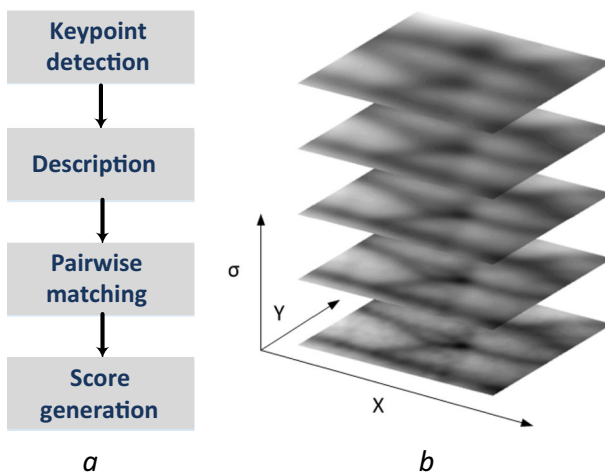 Keypoint
detection
Description
Pairwise
matching
Score
generation
a
σ
Y
X
b